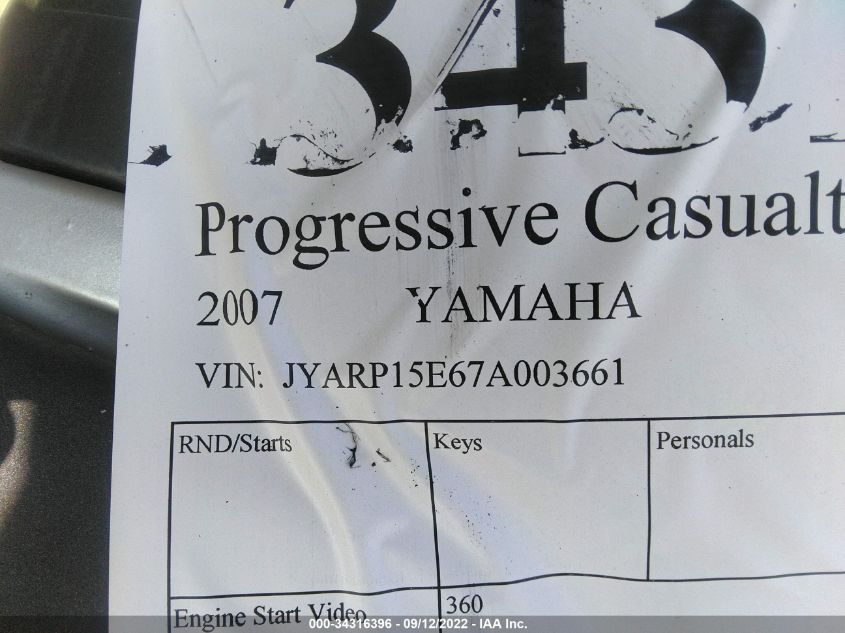 343
Progressive Casualt
2007 YAMAHA
VIN: JYARP15E67A003661
RND/Starts Keys Personals
Engine Start Video 360
000-34316396 - 09/12/2022 - IAA Inc.